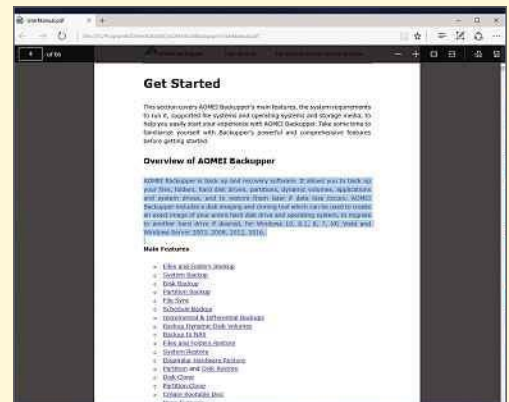 UserManual.pdf
of 86
Get Started
This section covers AOMEI Backupper's main features, the system requirements
to run it, supported file systems and operating systems and storage media, to
help you easily start your experience with AOMEI Backupper. Take some time to
familiarize yourself with Backupper's powerful and comprehensive features
before getting started.
Overview of AOMEI Backupper
AOMEI Backupper is back up and recovery software. It allows you to back up
your files, folders, hard disk drives, partitions, dynamic volumes, applications
and system drives, and to restore them later if data loss occurs. AOMEI
Backupper includes a disk imaging and cloning tool which can be used to create
an exact image of your entire hard disk drive and operating system, to migrate
to another hard drive if desired, for Windows 10, 8.1, 8, 7, XP, Vista and
Windows Server 2003, 2008, 2012, 2016.
Main Features
Files and Folders Backup
System Backup
Disk Backup
Partition Backup
File Sync
Schedule Backup
Incremental & Differential Backups
Backup Dynamic Disk Volumes
Backup to NAS
Files and Folders Restore
System Restore
Dissimilar Hardware Restore
Partition and Disk Restore
Disk Clone
Partition Clone
Create Bootable Disc